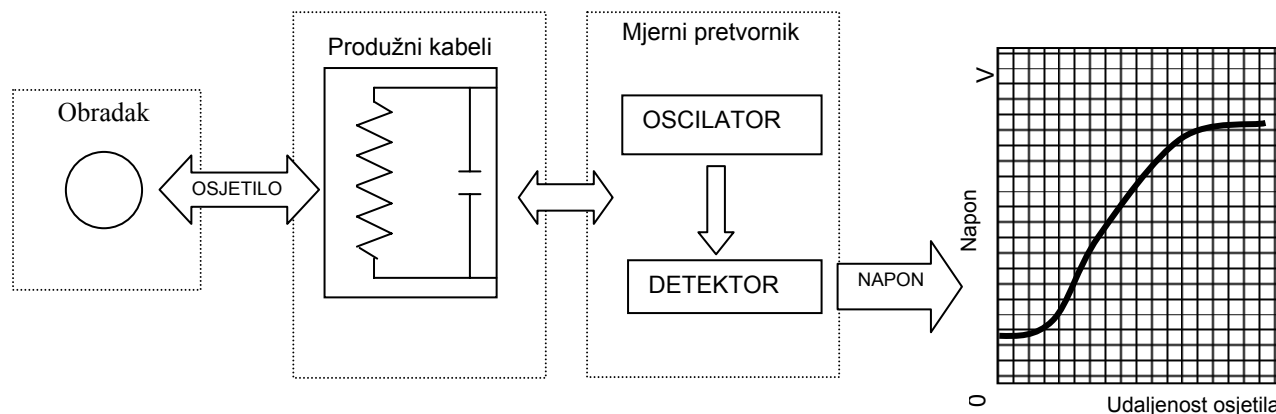 Obradak
OSJETILO
Produžni kabeli
Mjerni pretvornik
OSCILATOR
DETEKTOR
NAPON
V
Napon
0
Udaljenost osjetila